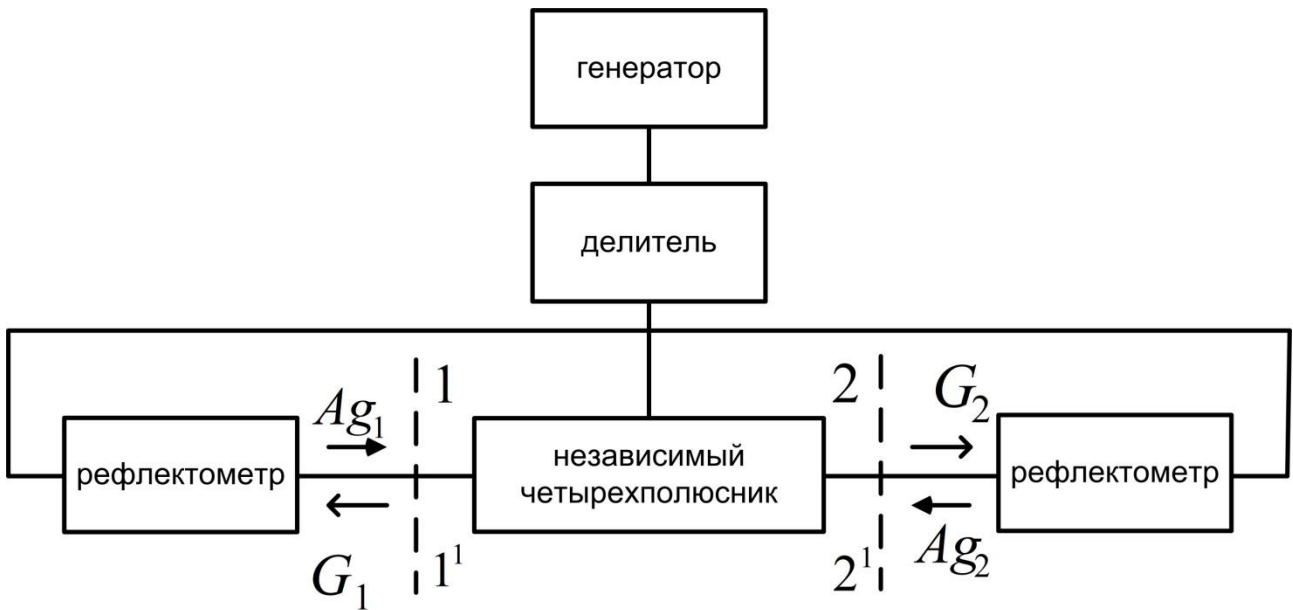 генератор
делитель
Ag₁
1
2
G₂
рефлектометр
независимый
четырехполюсник
рефлектометр
G₁
1¹
2¹
Ag₂